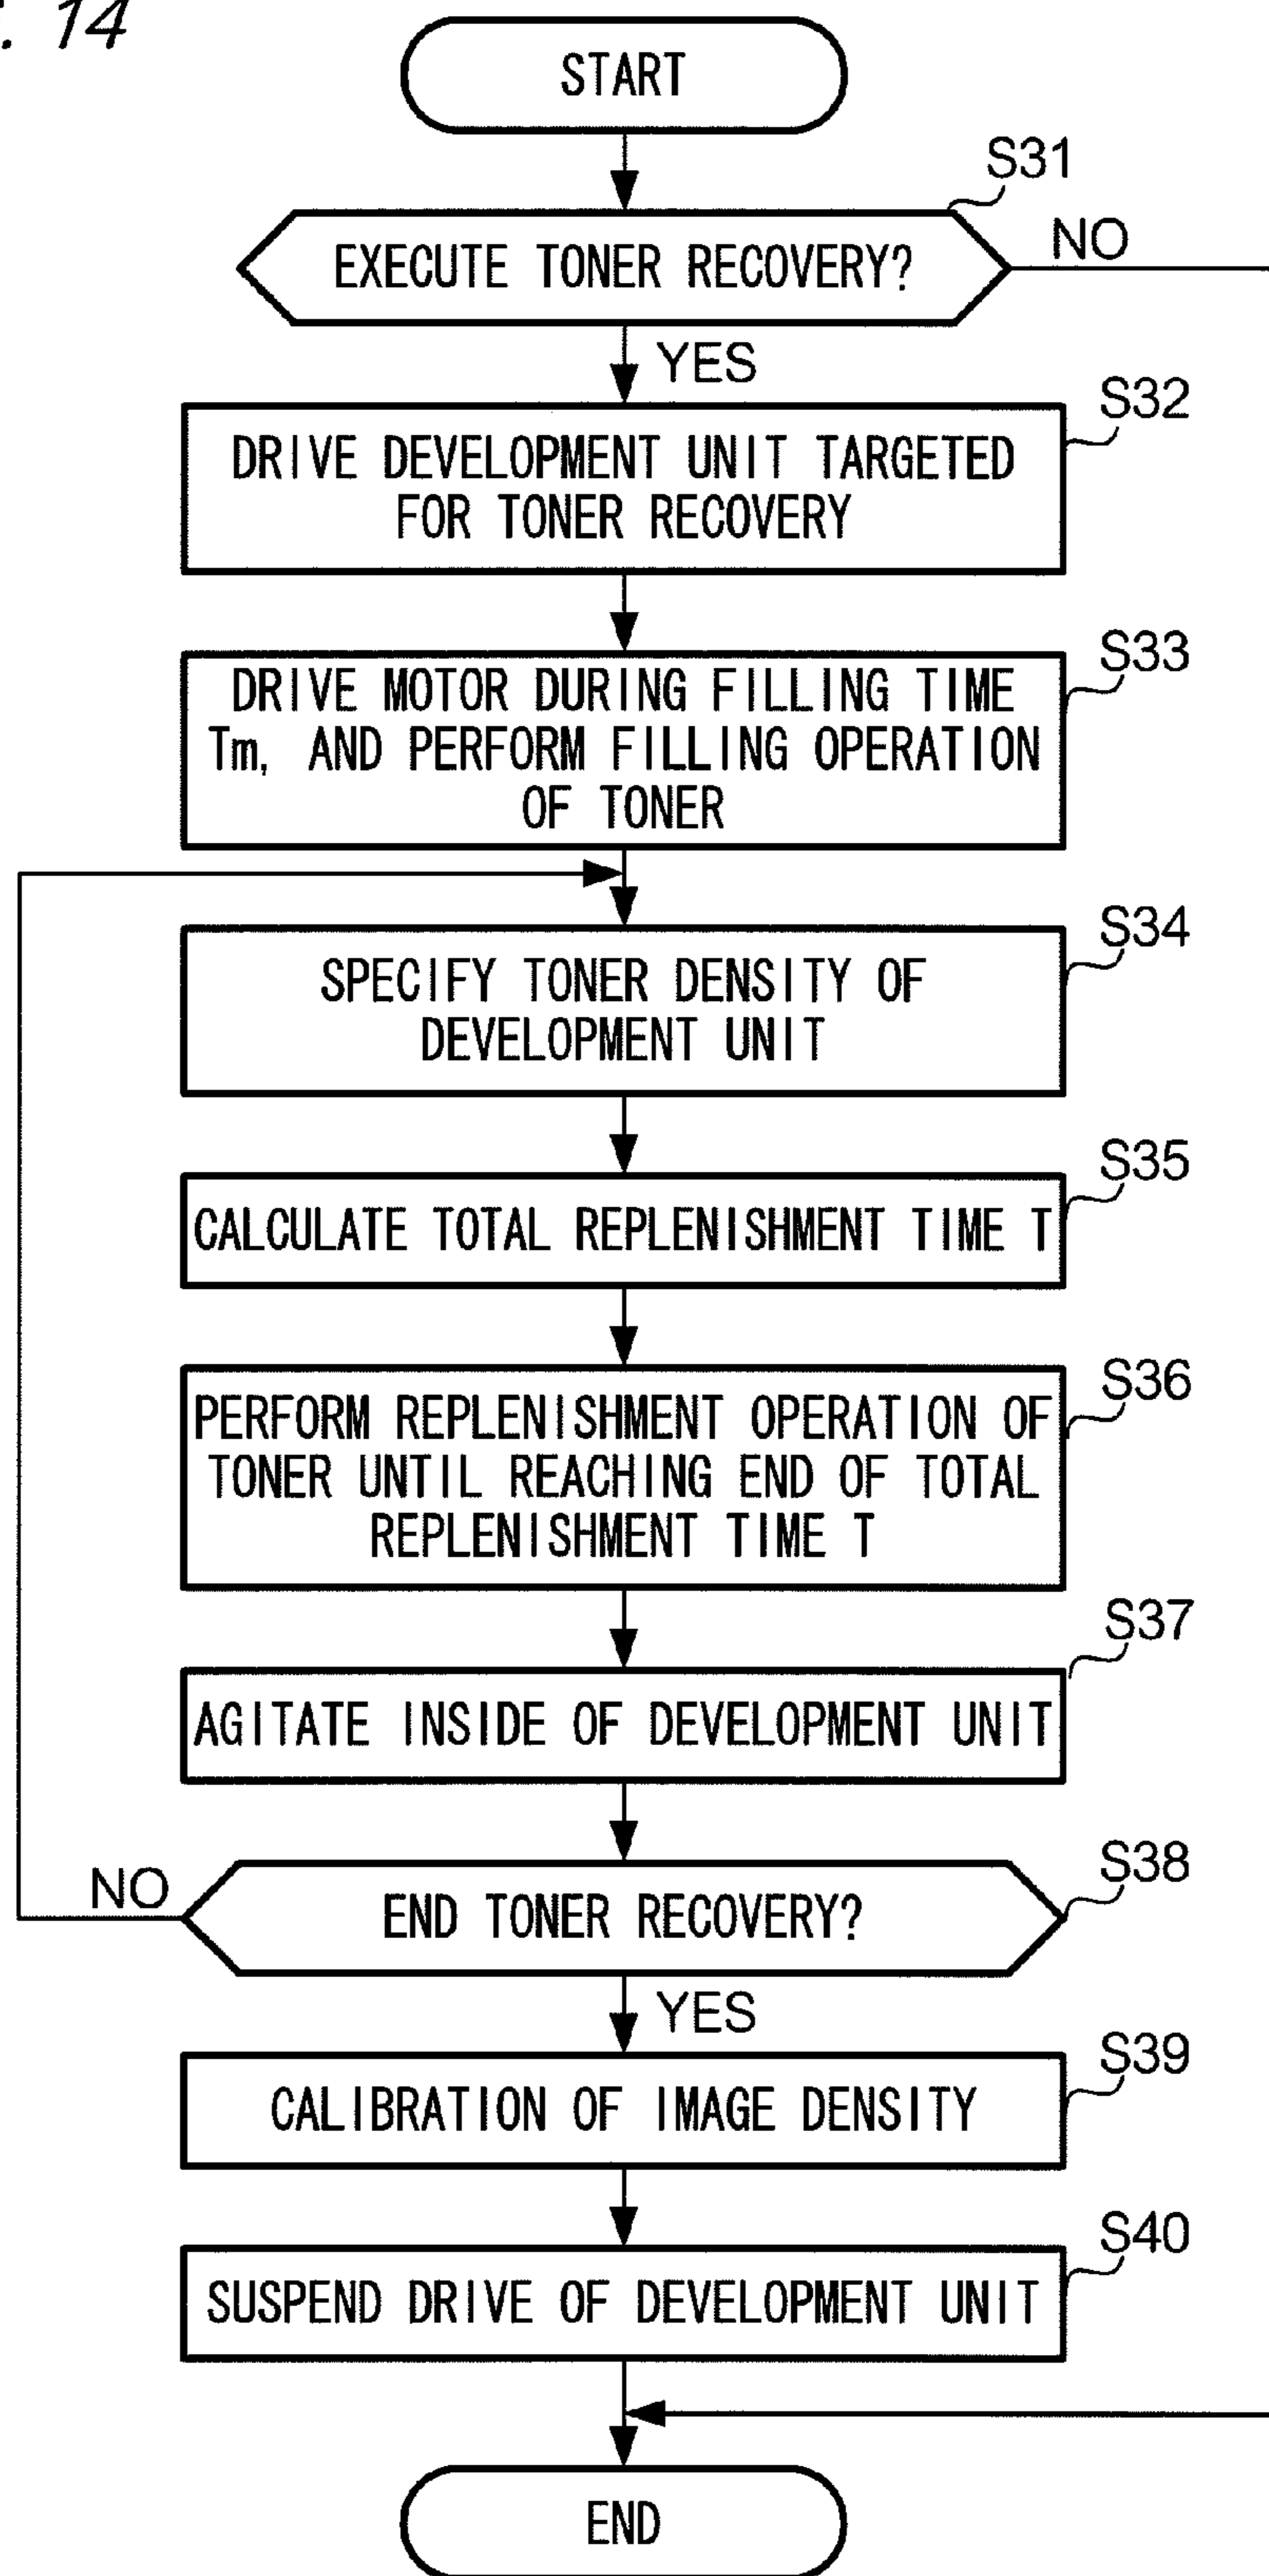 . 14
START
S31
EXECUTE TONER RECOVERY?
NO
YES
S32
DRIVE DEVELOPMENT UNIT TARGETED
FOR TONER RECOVERY
S33
DRIVE MOTOR DURING FILLING TIME
Tm, AND PERFORM FILLING OPERATION
OF TONER
S34
SPECIFY TONER DENSITY OF
DEVELOPMENT UNIT
S35
CALCULATE TOTAL REPLENISHMENT TIME T
S36
PERFORM REPLENISHMENT OPERATION OF
TONER UNTIL REACHING END OF TOTAL
REPLENISHMENT TIME T
S37
AGITATE INSIDE OF DEVELOPMENT UNIT
S38
NO
END TONER RECOVERY?
YES
S39
CALIBRATION OF IMAGE DENSITY
S40
SUSPEND DRIVE OF DEVELOPMENT UNIT
END